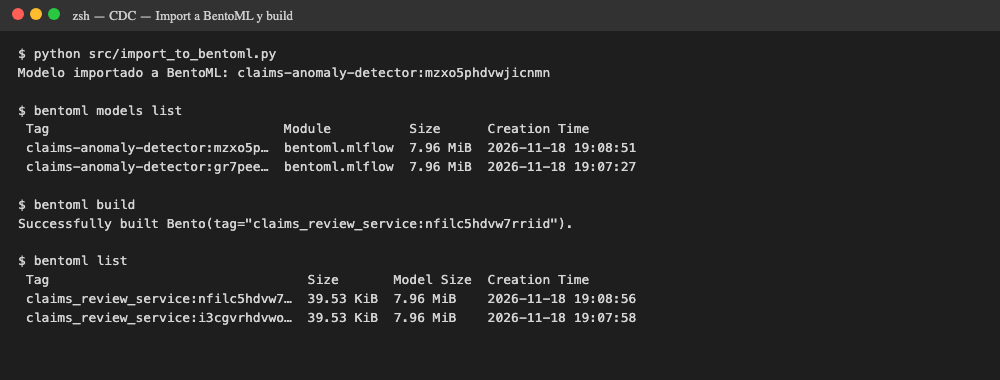 zsh — CDC — Import a BentoML y build
$ python src/import_to_bentoml.py
Modelo importado a BentoML: claims-anomaly-detector:mzxo5phdvwjicnmn
$ bentoml models list
Tag Module Size Creation Time
claims-anomaly-detector:mzxo5p… bentoml.mlflow 7.96 MiB 2026-11-18 19:08:51
claims-anomaly-detector:gr7pee… bentoml.mlflow 7.96 MiB 2026-11-18 19:07:27
$ bentoml build
Successfully built Bento(tag="claims_review_service:nfilc5hdvw7rriid").
$ bentoml list
Tag Size Model Size Creation Time
claims_review_service:nfilc5hdvw7… 39.53 KiB 7.96 MiB 2026-11-18 19:08:56
claims_review_service:i3cgvrhdvwo… 39.53 KiB 7.96 MiB 2026-11-18 19:07:58